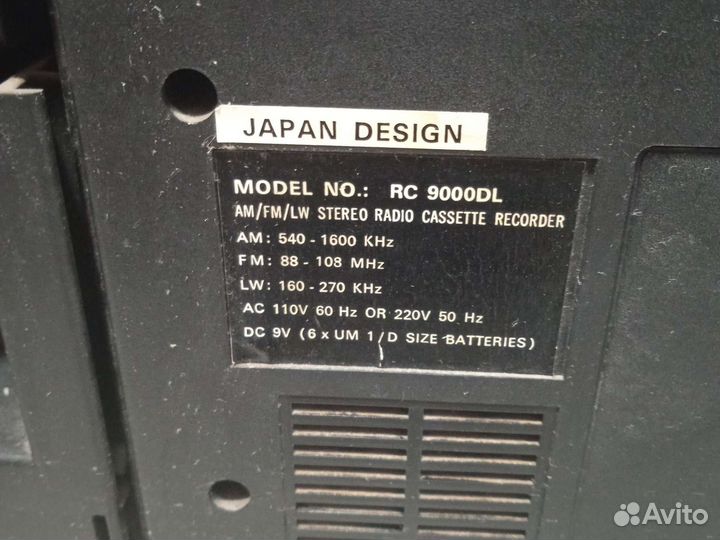 JAPAN DESIGN
MODEL NO.: RC 9000DL
AM/FM/LW STEREO RADIO CASSETTE RECORDER
AM: 540 - 1600 KHz
FM: 88 - 108 MHz
LW: 160 - 270 KHz
AC 110V 60 Hz OR 220V 50 Hz
DC 9V (6 x UM 1/D SIZE BATTERIES)
Avito